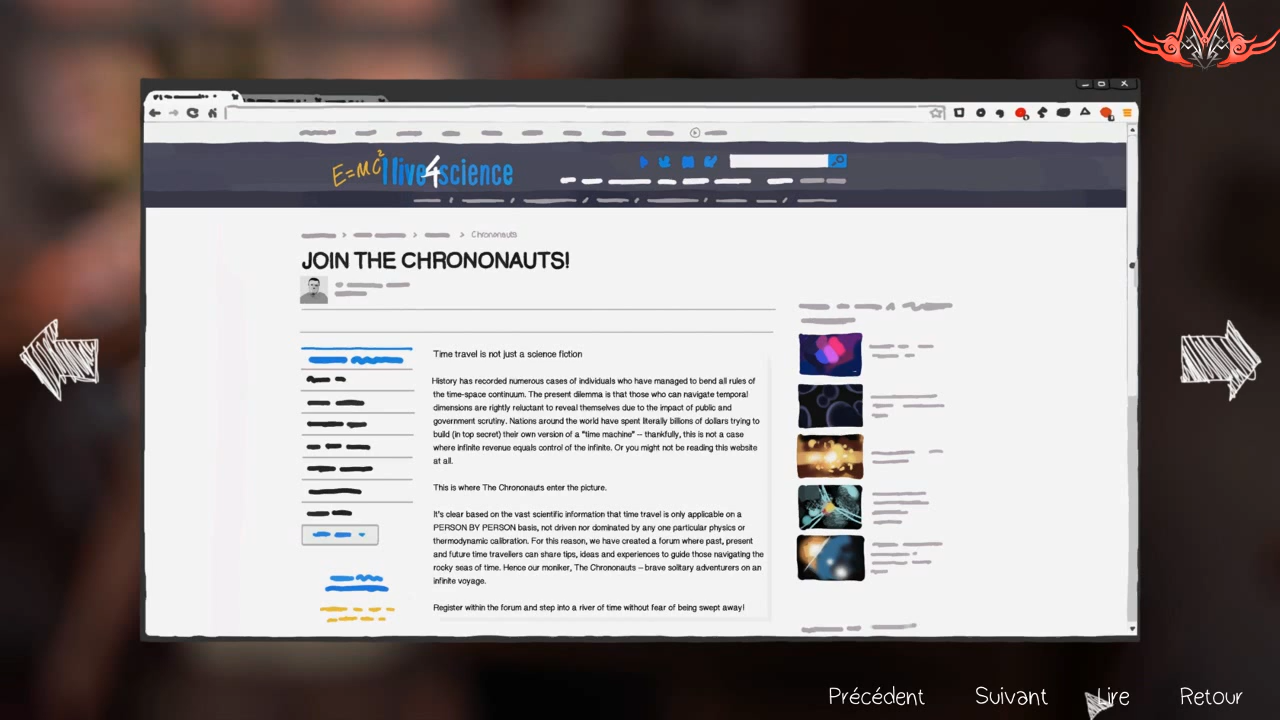 E=MC²
I live4science
Chrononauts
JOIN THE CHRONONAUTS!
Time travel is not just a science fiction
History has recorded numerous cases of individuals who have managed to bend all rules of
the time-space continuum. The present dilemma is that those who can navigate temporal
dimensions are rightly reluctant to reveal themselves due to the impact of public and
government scrutiny. Nations around the world have spent literally billions of dollars trying to
build (in top secret) their own version of a "time machine" -- thankfully, this is not a case
where infinite revenue equals control of the infinite. Or you might not be reading this website
at all.
This is where The Chrononauts enter the picture.
It's clear based on the vast scientific information that time travel is only applicable on a
PERSON BY PERSON basis, not driven nor dominated by any one particular physics or
thermodynamic calibration. For this reason, we have created a forum where past, present
and future time travellers can share tips, ideas and experiences to guide those navigating the
rocky seas of time. Hence our moniker, The Chrononauts – brave solitary adventurers on an
infinite voyage.
Register within the forum and step into a river of time without fear of being swept away!
Précédent Suivant Lire Retour